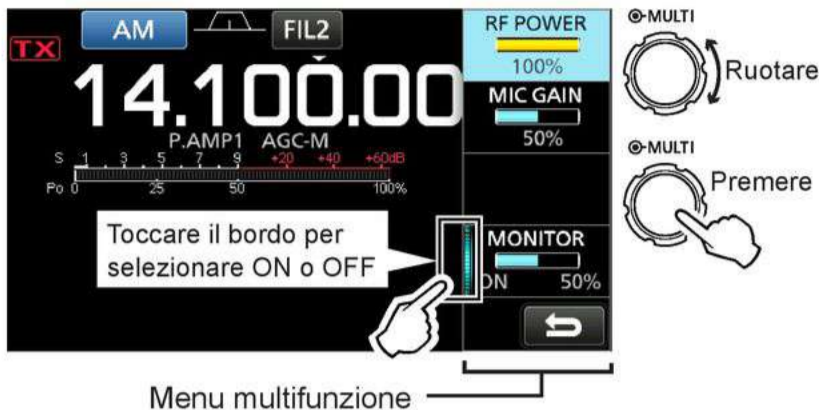 AM
FIL2
TX
14.100.00
P.AMP1 AGC-M
S 1 3 5 7 9 +20 +40 +60dB
Po 0 25 50 100%
Toccare il bordo per
selezionare ON o OFF
RF POWER
100%
MIC GAIN
50%
MONITOR
ON 50%
MULTI
Ruotare
MULTI
Premere
Menu multifunzione